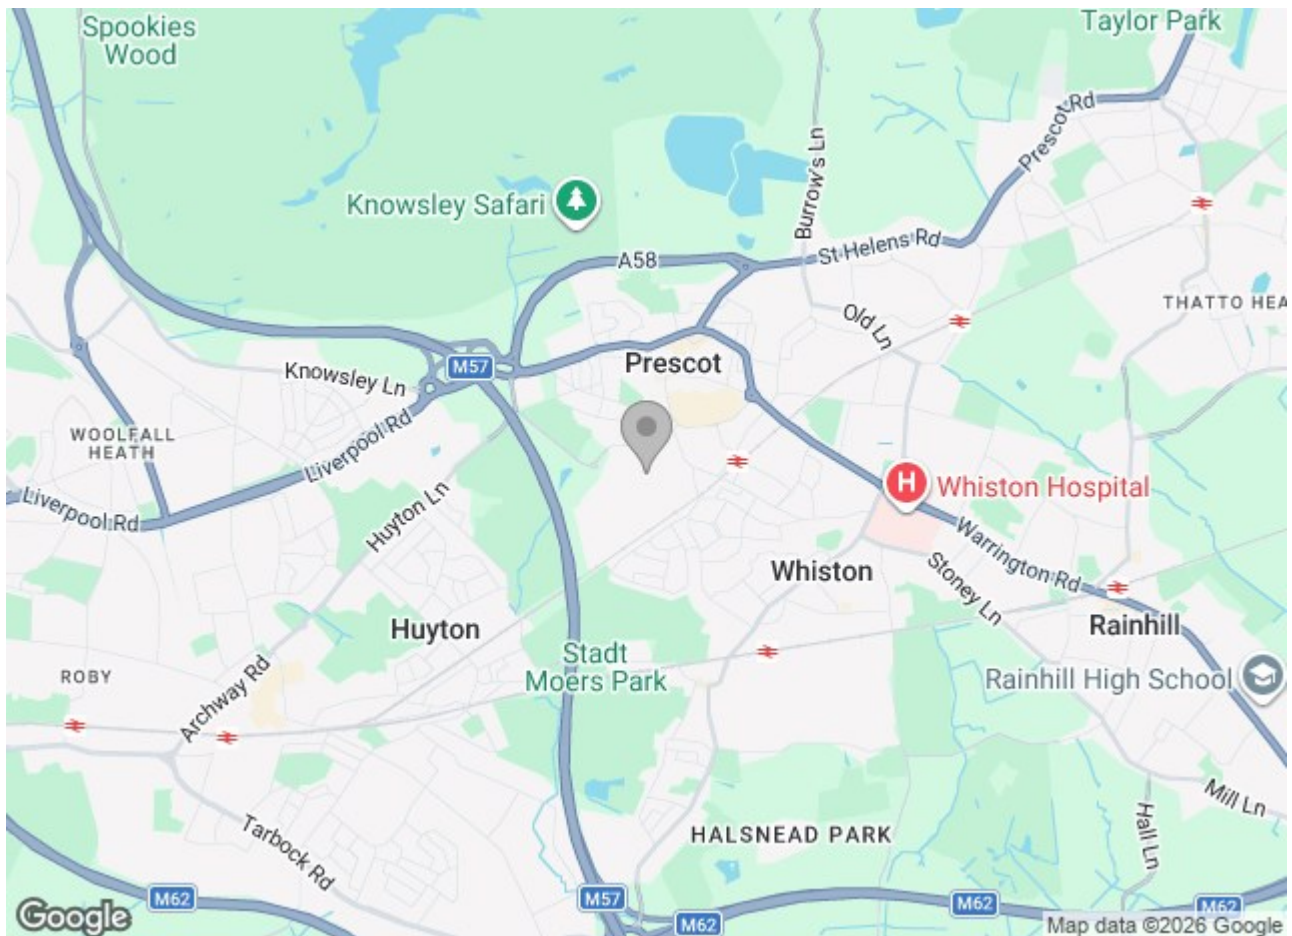 Spookies
Wood
Taylor Park
Prescot Rd
Burrow's Ln
Knowsley Safari
St Helens Rd
A58
THATTO HEA
Old Ln
Prescot
M57
Knowsley Ln
WOOLFALL
HEATH
Liverpool Rd
Liverpool Rd
Huyton Ln
H
Whiston Hospital
Warrington Rd
Whiston
Stoney Ln
Huyton
Rainhill
Stadt
Moers Park
ROBY
Archway Rd
Rainhill High School
Mill Ln
Hall Ln
HALSNEAD PARK
Tarbock Rd
M62
M57
M62
M62
M62
Google
Map data ©2026 Google